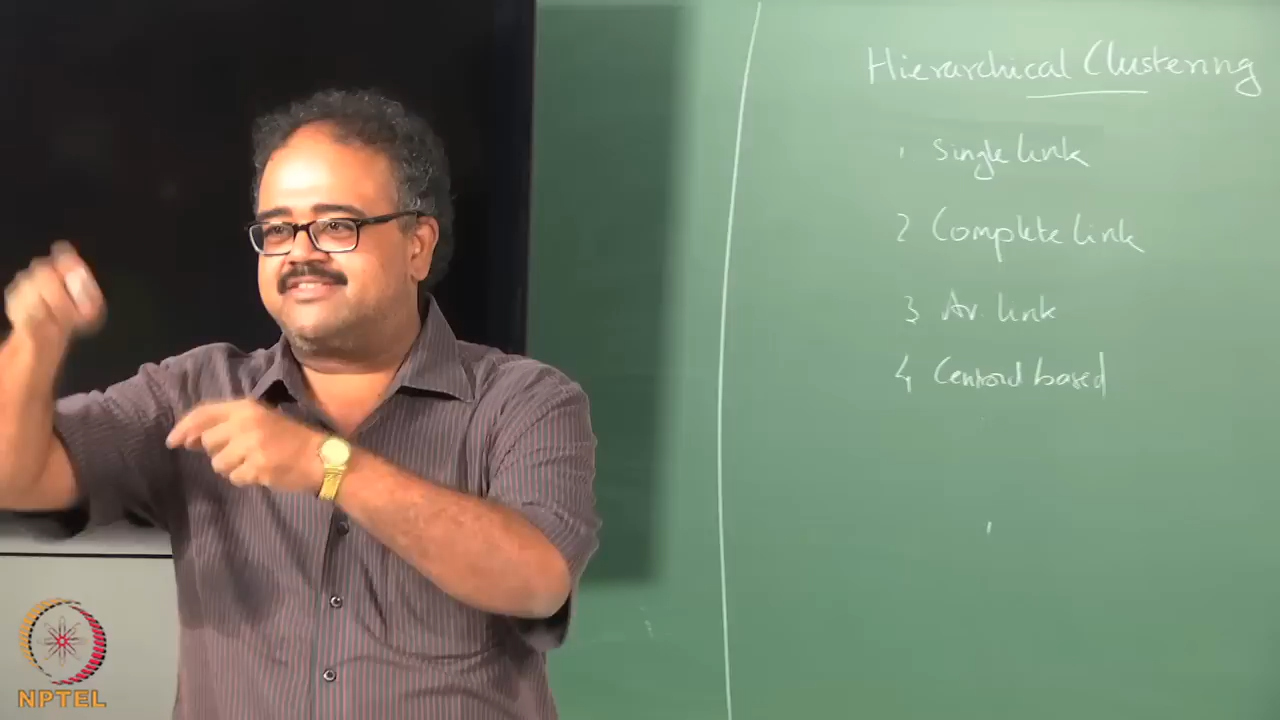 Hierarchical Clustering
1 Single link
2 Complete link
3 Av. link
4 Centroid based
NPTEL